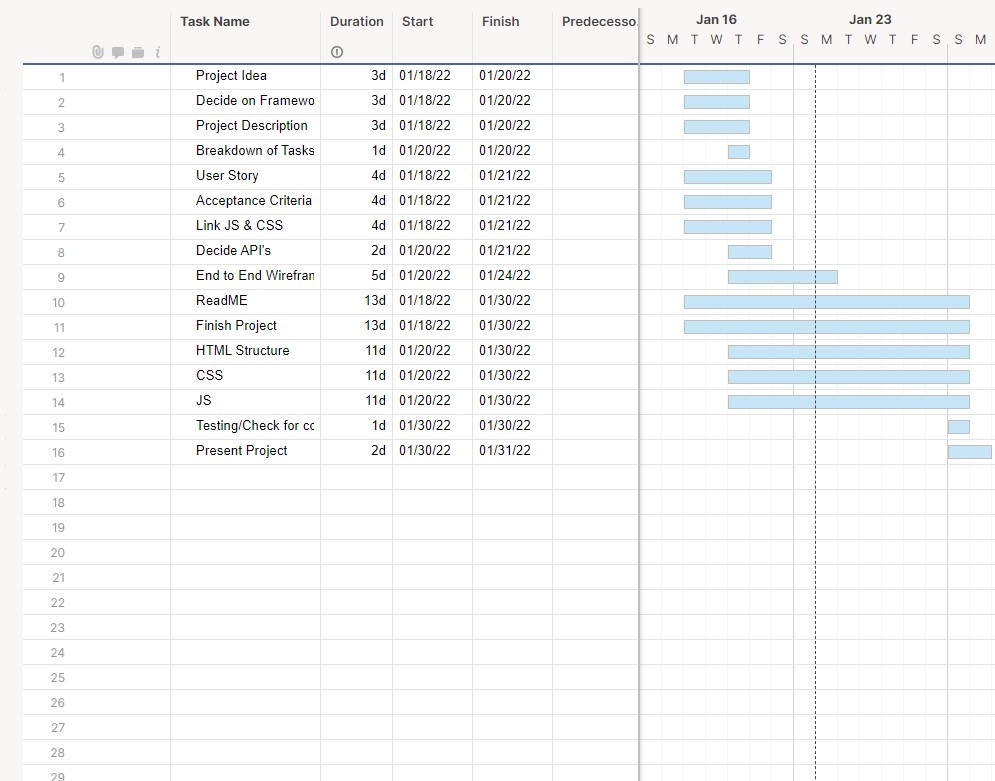 Task Name Duration Start Finish Predecesso. Jan 16 Jan 23
S M T W T F S S M T W T F S S M
1 Project Idea 3d 01/18/22 01/20/22
2 Decide on Framewo 3d 01/18/22 01/20/22
3 Project Description 3d 01/18/22 01/20/22
4 Breakdown of Tasks 1d 01/20/22 01/20/22
5 User Story 4d 01/18/22 01/21/22
6 Acceptance Criteria 4d 01/18/22 01/21/22
7 Link JS & CSS 4d 01/18/22 01/21/22
8 Decide API's 2d 01/20/22 01/21/22
9 End to End Wirefran 5d 01/20/22 01/24/22
10 ReadME 13d 01/18/22 01/30/22
11 Finish Project 13d 01/18/22 01/30/22
12 HTML Structure 11d 01/20/22 01/30/22
13 CSS 11d 01/20/22 01/30/22
14 JS 11d 01/20/22 01/30/22
15 Testing/Check for cc 1d 01/30/22 01/30/22
16 Present Project 2d 01/30/22 01/31/22
17
18
19
20
21
22
23
24
25
26
27
28
29